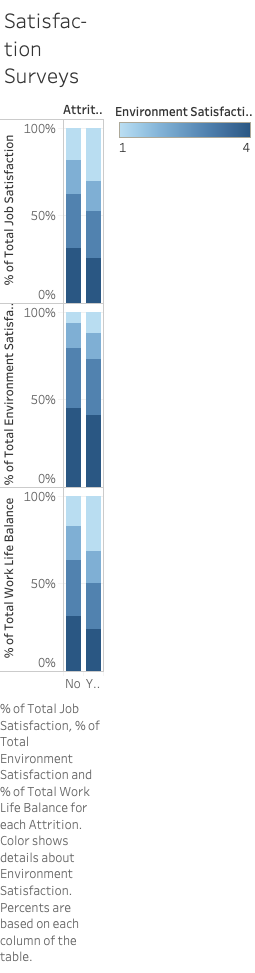 Satisfac-
tion
Surveys
Attrit..
Environment Satisfacti..
1 4
% of Total Job Satisfaction
100%
50%
0%
% of Total Environment Satisfa..
100%
50%
0%
% of Total Work Life Balance
100%
50%
0%
No Y..
% of Total Job
Satisfaction, % of
Total
Environment
Satisfaction and
% of Total Work
Life Balance for
each Attrition.
Color shows
details about
Environment
Satisfaction.
Percents are
based on each
column of the
table.